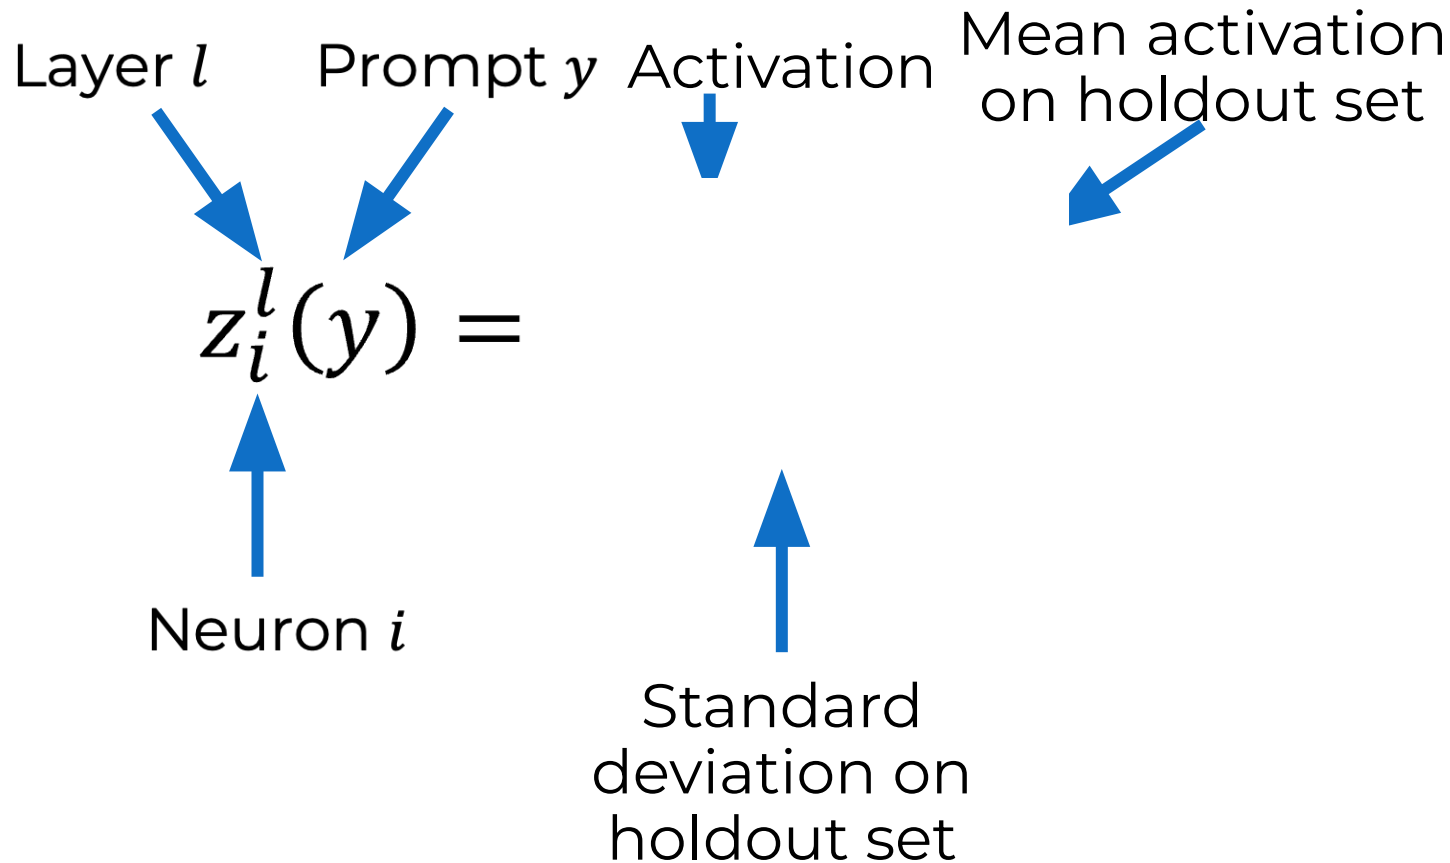 Layer l
Prompt y
Activation
Mean activation
on holdout set
z_i^l(y) =
Neuron i
Standard
deviation on
holdout set